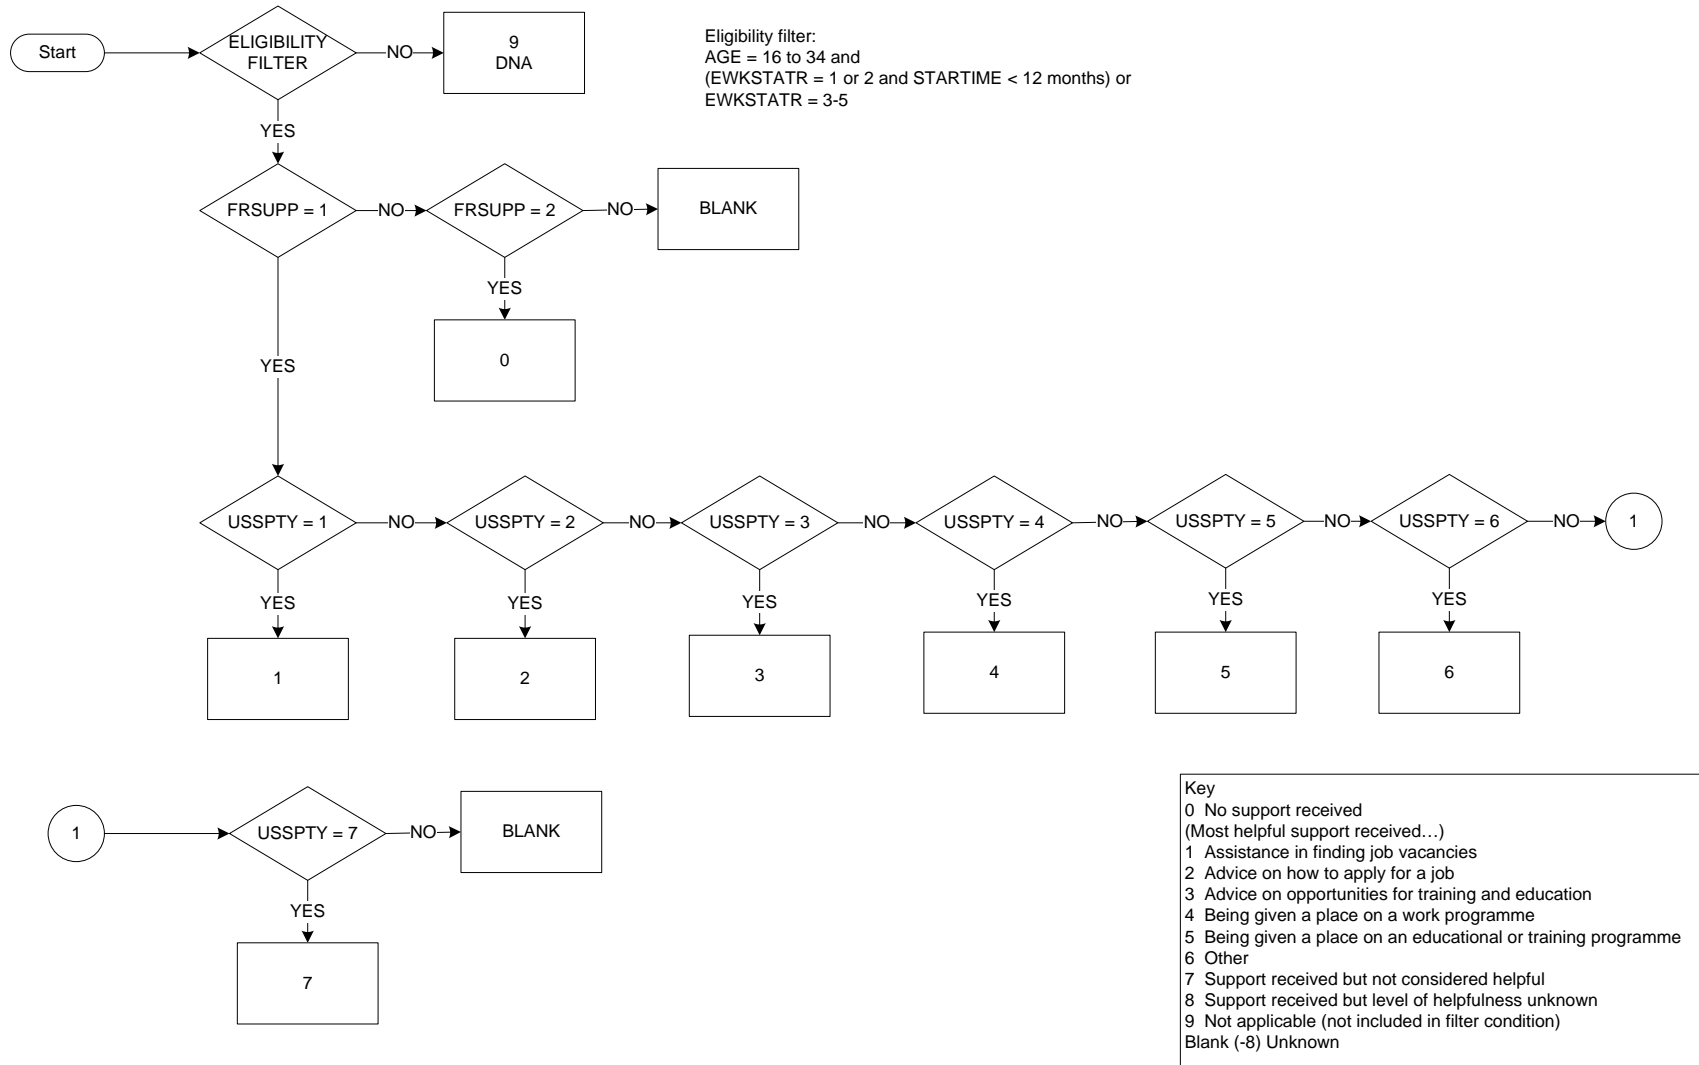 Start
ELIGIBILITY
FILTER
NO
9
DNA
Eligibility filter:
AGE = 16 to 34 and
(EWKSTATR = 1 or 2 and STARTIME < 12 months) or
EWKSTATR = 3-5
YES
FRSUPP = 1
NO
FRSUPP = 2
NO
BLANK
YES
0
YES
USSPTY = 1
NO
USSPTY = 2
NO
USSPTY = 3
NO
USSPTY = 4
NO
USSPTY = 5
NO
USSPTY = 6
NO
1
YES
YES
YES
YES
YES
YES
1
2
3
4
5
6
1
USSPTY = 7
NO
BLANK
YES
7
Key
0 No support received
(Most helpful support received…)
1 Assistance in finding job vacancies
2 Advice on how to apply for a job
3 Advice on opportunities for training and education
4 Being given a place on a work programme
5 Being given a place on an educational or training programme
6 Other
7 Support received but not considered helpful
8 Support received but level of helpfulness unknown
9 Not applicable (not included in filter condition)
Blank (-8) Unknown